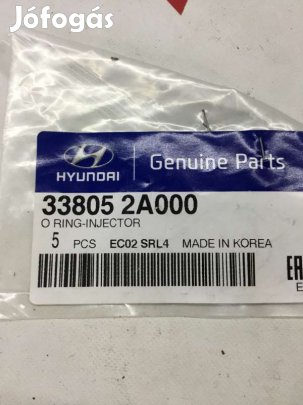 Jófogás
HYUNDAI
Genuine Parts
33805 2A000
O RING-INJECTOR
5 PCS EC02 SRL4 MADE IN KOREA